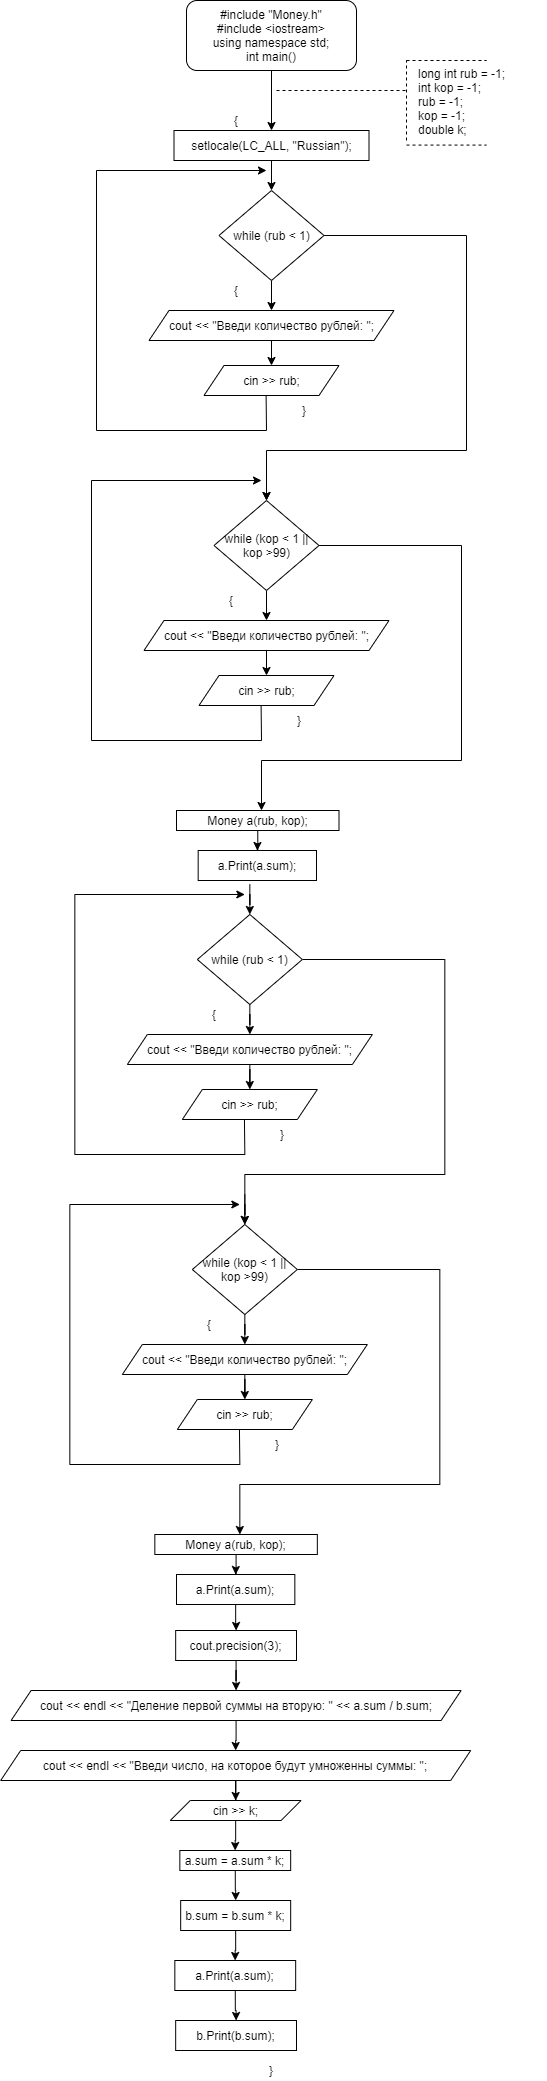 #include "Money.h"
#include <iostream>
using namespace std;
int main()
long int rub = -1;
int kop = -1;
rub = -1;
kop = -1;
double k;
{
setlocale(LC_ALL, "Russian");
while (rub < 1)
{
cout << "Введи количество рублей: ";
cin >> rub;
}
while (kop < 1 ||
kop >99)
{
cout << "Введи количество рублей: ";
cin >> rub;
}
Money a(rub, kop);
a.Print(a.sum);
while (rub < 1)
{
cout << "Введи количество рублей: ";
cin >> rub;
}
while (kop < 1 ||
kop >99)
{
cout << "Введи количество рублей: ";
cin >> rub;
}
Money a(rub, kop);
a.Print(a.sum);
cout.precision(3);
cout << endl << "Деление первой суммы на вторую: " << a.sum / b.sum;
cout << endl << "Введи число, на которое будут умноженны суммы: ";
cin >> k;
a.sum = a.sum * k;
b.sum = b.sum * k;
a.Print(a.sum);
b.Print(b.sum);
}